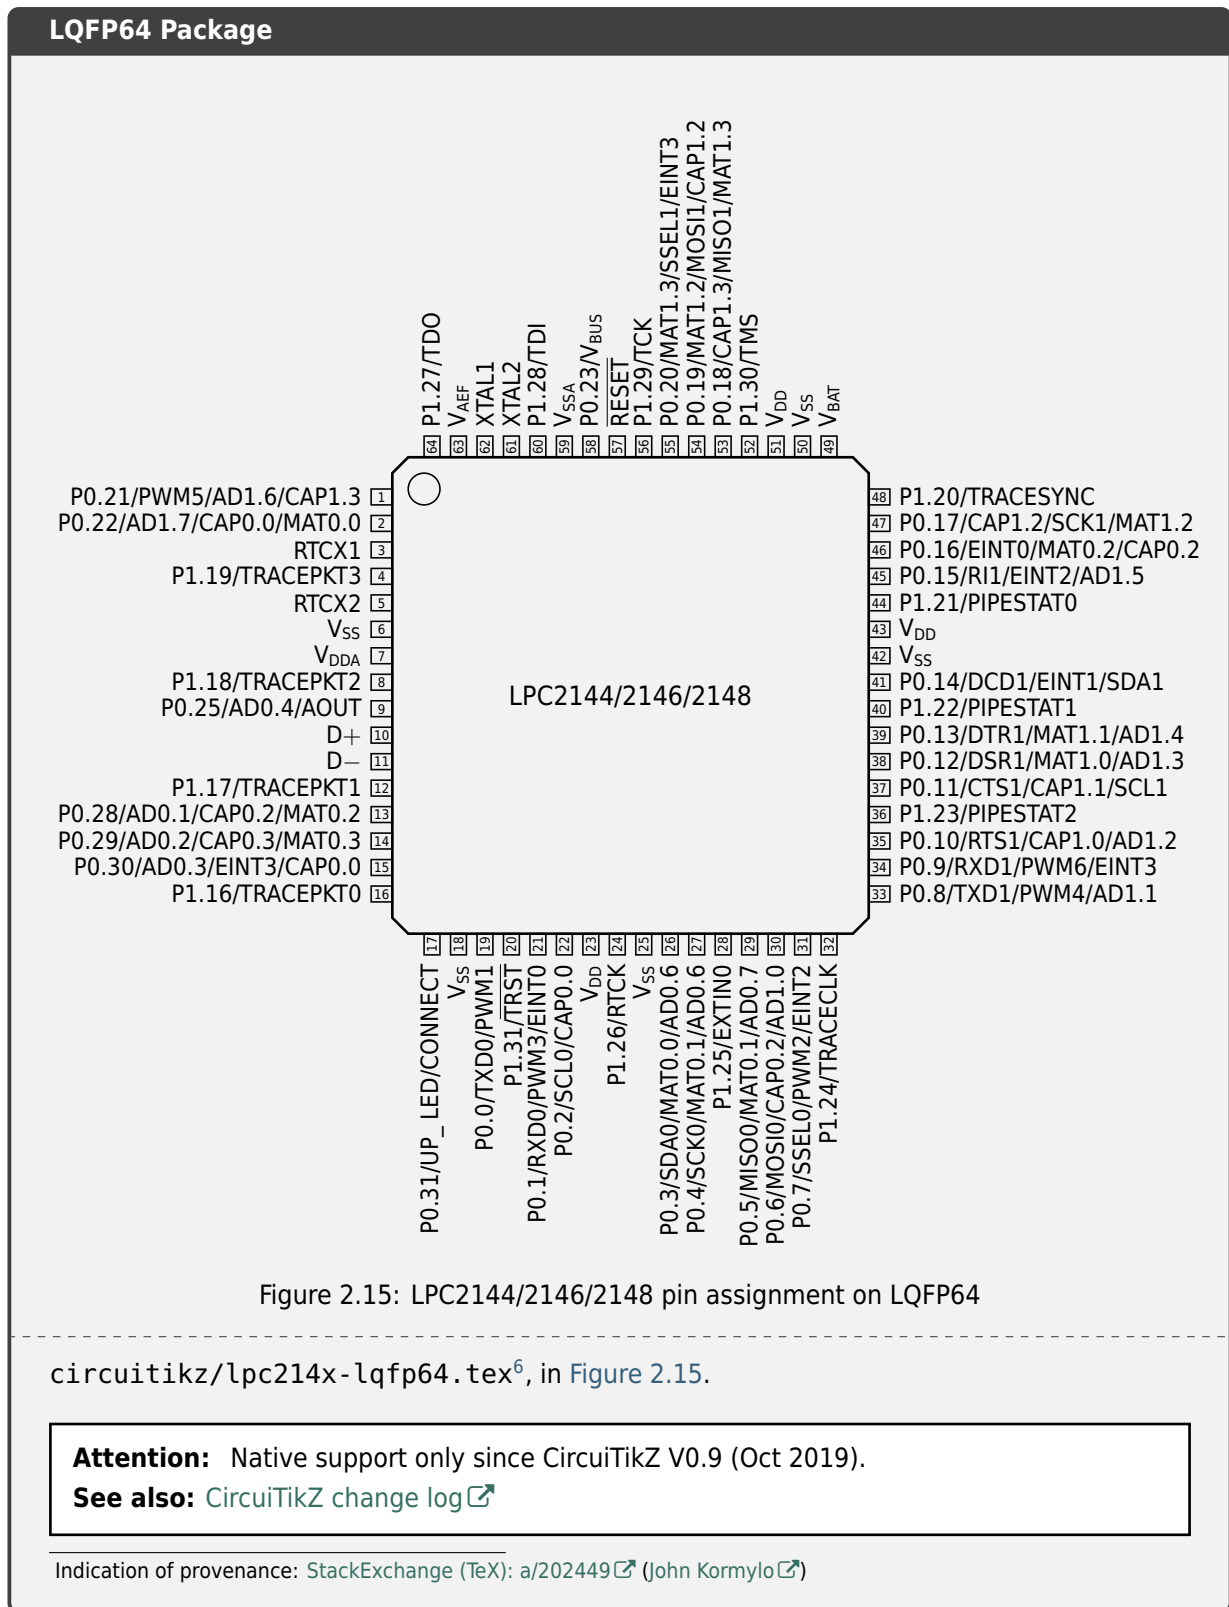 LQFP64 Package
P1.27/TDO
V_AEF
XTAL1
XTAL2
P1.28/TDI
V_SSA
P0.23/V_BUS
RESET
P1.29/TCK
P0.20/MAT1.3/SSEL1/EINT3
P0.19/MAT1.2/MOSI1/CAP1.2
P0.18/CAP1.3/MISO1/MAT1.3
P1.30/TMS
V_DD
V_SS
V_BAT
64 63 62 61 60 59 58 57 56 55 54 53 52 51 50 49
P0.21/PWM5/AD1.6/CAP1.3 1
P0.22/AD1.7/CAP0.0/MAT0.0 2
RTCX1 3
P1.19/TRACEPKT3 4
RTCX2 5
V_SS 6
V_DDA 7
P1.18/TRACEPKT2 8
P0.25/AD0.4/AOUT 9
D+ 10
D− 11
P1.17/TRACEPKT1 12
P0.28/AD0.1/CAP0.2/MAT0.2 13
P0.29/AD0.2/CAP0.3/MAT0.3 14
P0.30/AD0.3/EINT3/CAP0.0 15
P1.16/TRACEPKT0 16
LPC2144/2146/2148
48 P1.20/TRACESYNC
47 P0.17/CAP1.2/SCK1/MAT1.2
46 P0.16/EINT0/MAT0.2/CAP0.2
45 P0.15/RI1/EINT2/AD1.5
44 P1.21/PIPESTAT0
43 V_DD
42 V_SS
41 P0.14/DCD1/EINT1/SDA1
40 P1.22/PIPESTAT1
39 P0.13/DTR1/MAT1.1/AD1.4
38 P0.12/DSR1/MAT1.0/AD1.3
37 P0.11/CTS1/CAP1.1/SCL1
36 P1.23/PIPESTAT2
35 P0.10/RTS1/CAP1.0/AD1.2
34 P0.9/RXD1/PWM6/EINT3
33 P0.8/TXD1/PWM4/AD1.1
17 18 19 20 21 22 23 24 25 26 27 28 29 30 31 32
P0.31/UP_LED/CONNECT
V_SS
P0.0/TXD0/PWM1
P1.31/TRST
P0.1/RXD0/PWM3/EINT0
P0.2/SCL0/CAP0.0
V_DD
P1.26/RTCK
V_SS
P0.3/SDA0/MAT0.0/AD0.6
P0.4/SCK0/MAT0.1/AD0.6
P1.25/EXTIN0
P0.5/MISO0/MAT0.1/AD0.7
P0.6/MOSI0/CAP0.2/AD1.0
P0.7/SSEL0/PWM2/EINT2
P1.24/TRACECLK
Figure 2.15: LPC2144/2146/2148 pin assignment on LQFP64
circuitikz/lpc214x-lqfp64.tex⁶, in Figure 2.15.
Attention: Native support only since CircuiTikZ V0.9 (Oct 2019).
See also: CircuiTikZ change log
Indication of provenance: StackExchange (TeX): a/202449 (John Kormylo)